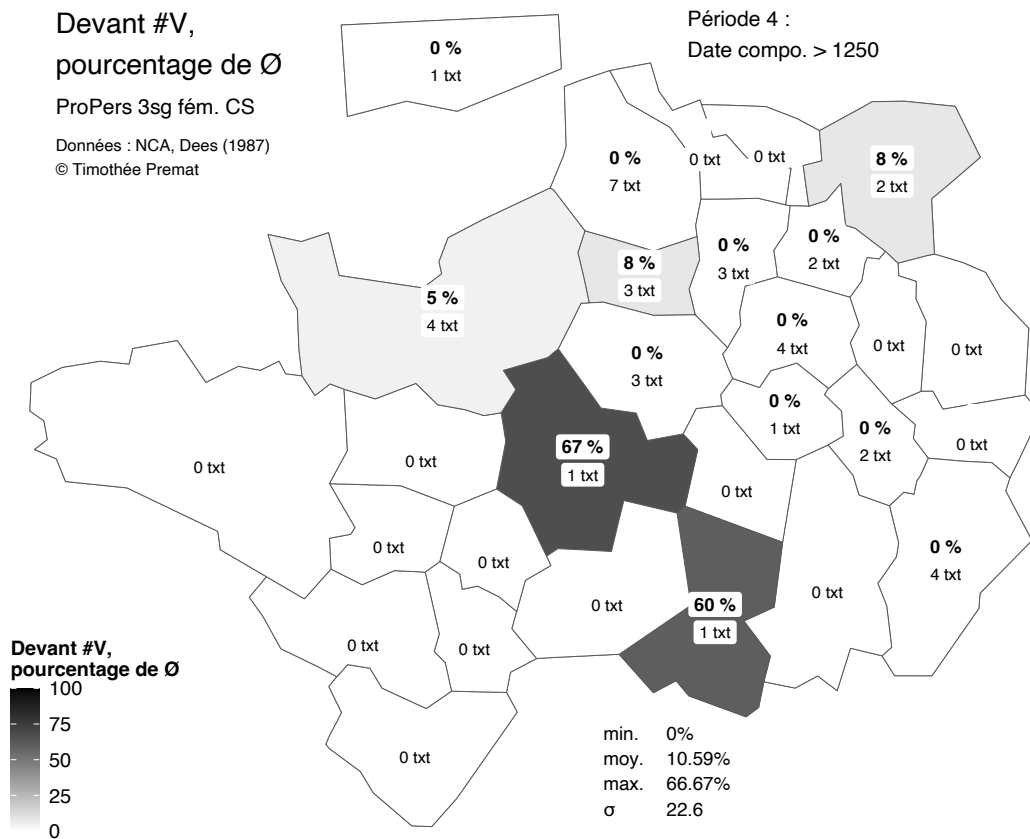 Devant #V,
pourcentage de Ø
ProPers 3sg fém. CS
Données : NCA, Dees (1987)
© Timothée Premat
Période 4 :
Date compo. > 1250
0 %
1 txt
0 %
7 txt
0 txt
0 txt
8 %
2 txt
0 %
3 txt
0 %
2 txt
8 %
3 txt
5 %
4 txt
0 %
4 txt
0 txt
0 txt
0 %
3 txt
0 %
1 txt
0 %
2 txt
0 txt
67 %
1 txt
0 txt
0 txt
0 txt
0 txt
0 txt
0 %
4 txt
0 txt
60 %
1 txt
0 txt
0 txt
0 txt
0 txt
Devant #V,
pourcentage de Ø
100
75
50
25
0
min. 0%
moy. 10.59%
max. 66.67%
σ 22.6